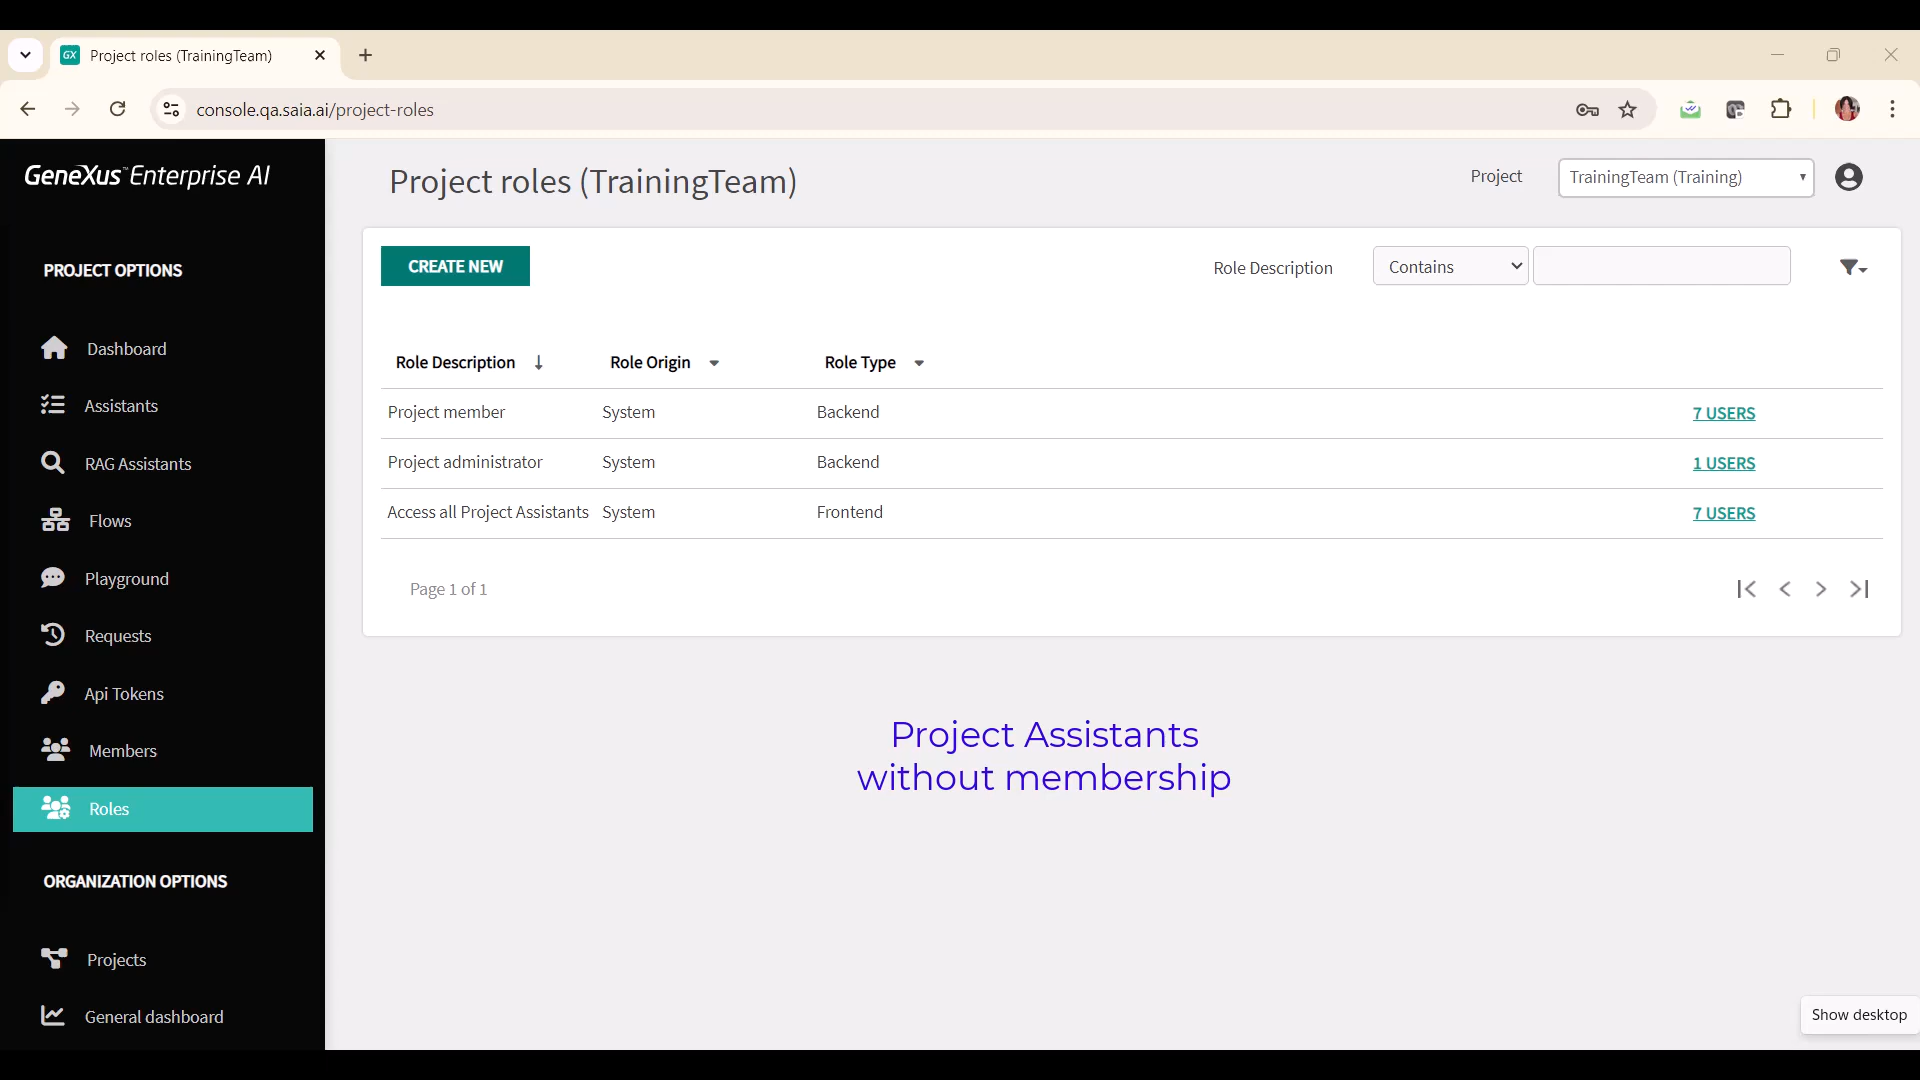 Project roles (TrainingTeam)
console.qa.saia.ai/project-roles
GeneXus™ Enterprise AI
Project roles (TrainingTeam)
Project
TrainingTeam (Training)
PROJECT OPTIONS
Dashboard
Assistants
RAG Assistants
Flows
Playground
Requests
Api Tokens
Members
Roles
ORGANIZATION OPTIONS
Projects
General dashboard
CREATE NEW
Role Description
Contains
Role Description Role Origin Role Type
Project member System Backend 7 USERS
Project administrator System Backend 1 USERS
Access all Project Assistants System Frontend 7 USERS
Page 1 of 1
Project Assistants
without membership
Show desktop